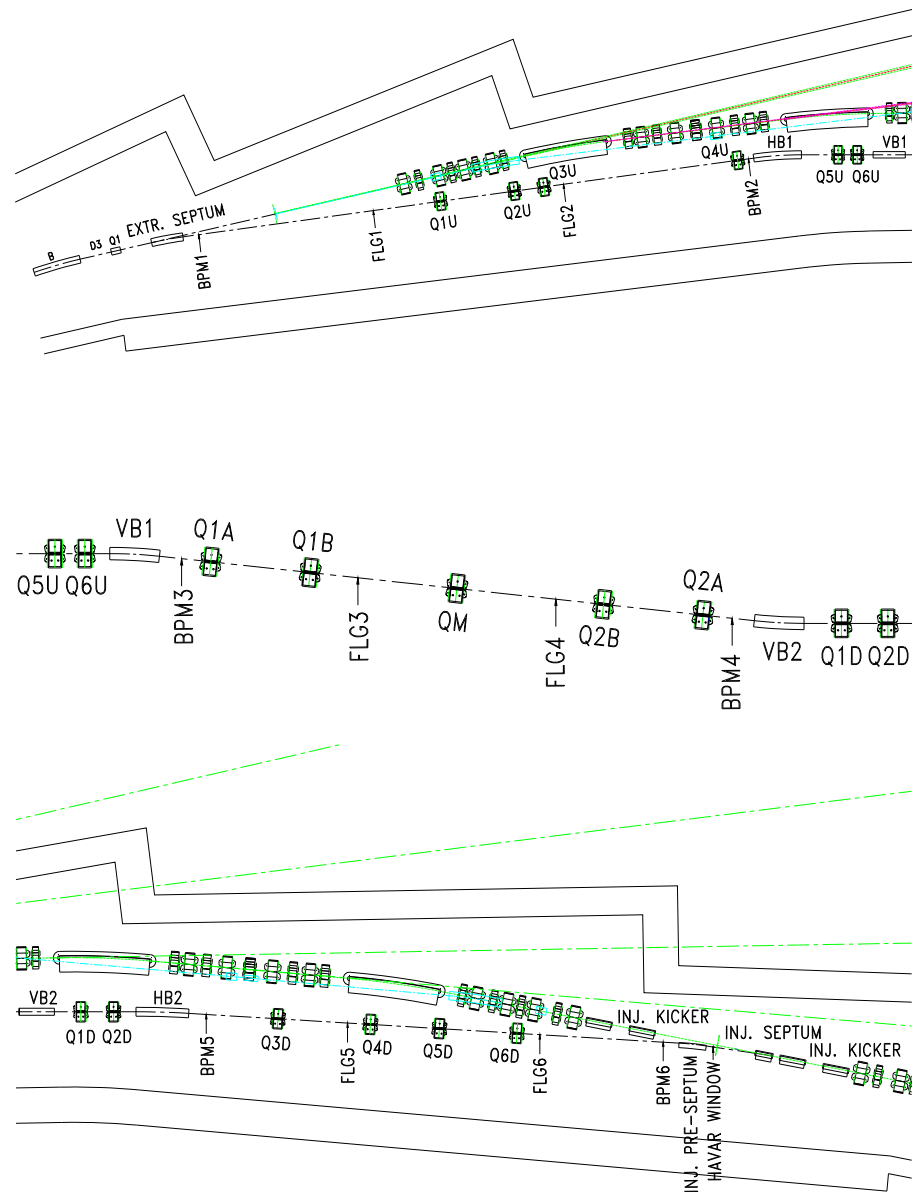 B
D3
Q1
EXTR. SEPTUM
BPM1
FLG1
Q1U
Q2U
Q3U
FLG2
Q4U
BPM2
HB1
Q5U
Q6U
VB1
Q5U
Q6U
VB1
BPM3
Q1A
Q1B
FLG3
QM
FLG4
Q2B
Q2A
BPM4
VB2
Q1D
Q2D
VB2
Q1D
Q2D
HB2
BPM5
Q3D
FLG5
Q4D
Q5D
Q6D
FLG6
INJ. KICKER
BPM6
INJ. PRE-SEPTUM
HAVAR WINDOW
INJ. SEPTUM
INJ. KICKER